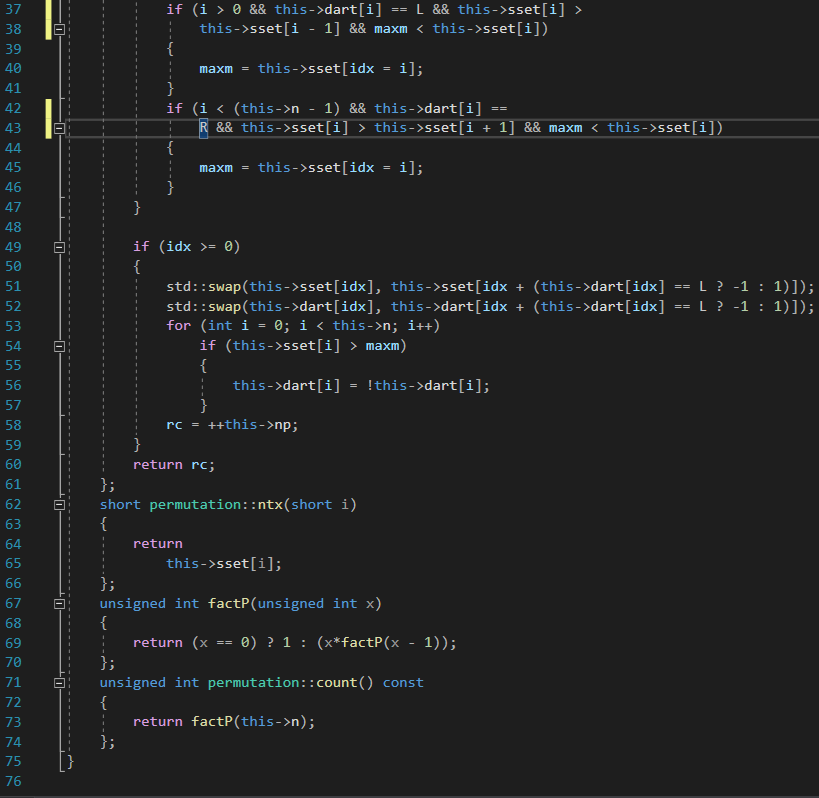 37 if (i > 0 && this->dart[i] == L && this->sset[i] >
38 this->sset[i - 1] && maxm < this->sset[i])
39 {
40 maxm = this->sset[idx = i];
41 }
42 if (i < (this->n - 1) && this->dart[i] ==
43 R && this->sset[i] > this->sset[i + 1] && maxm < this->sset[i])
44 {
45 maxm = this->sset[idx = i];
46 }
47 }
48
49 if (idx >= 0)
50 {
51 std::swap(this->sset[idx], this->sset[idx + (this->dart[idx] == L ? -1 : 1)]);
52 std::swap(this->dart[idx], this->dart[idx + (this->dart[idx] == L ? -1 : 1)]);
53 for (int i = 0; i < this->n; i++)
54 if (this->sset[i] > maxm)
55 {
56 this->dart[i] = !this->dart[i];
57 }
58 rc = ++this->np;
59 }
60 return rc;
61 };
62 short permutation::ntx(short i)
63 {
64 return
65 this->sset[i];
66 };
67 unsigned int factP(unsigned int x)
68 {
69 return (x == 0) ? 1 : (x*factP(x - 1));
70 };
71 unsigned int permutation::count() const
72 {
73 return factP(this->n);
74 };
75 }
76